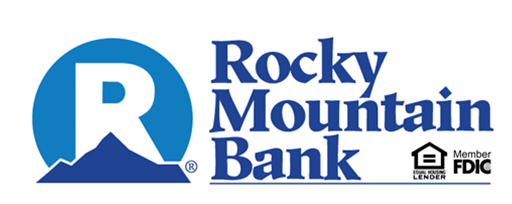 R
®
Rocky
Mountain
Bank
EQUAL HOUSING
LENDER
Member
FDIC